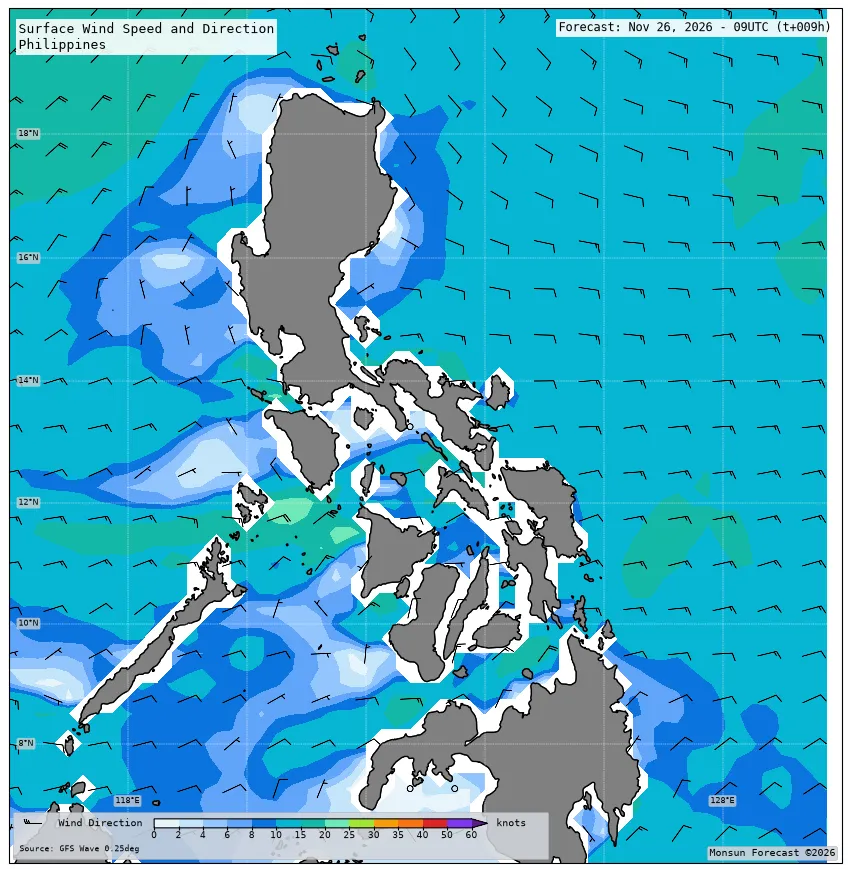 Surface Wind Speed and Direction
Philippines
Forecast: Nov 26, 2026 - 09UTC (t+009h)
18°N
16°N
14°N
12°N
10°N
8°N
118°E
128°E
Wind Direction
0 2 4 6 8 10 15 20 25 30 35 40 50 60
knots
Source: GFS Wave 0.25deg
Monsun Forecast ©2026